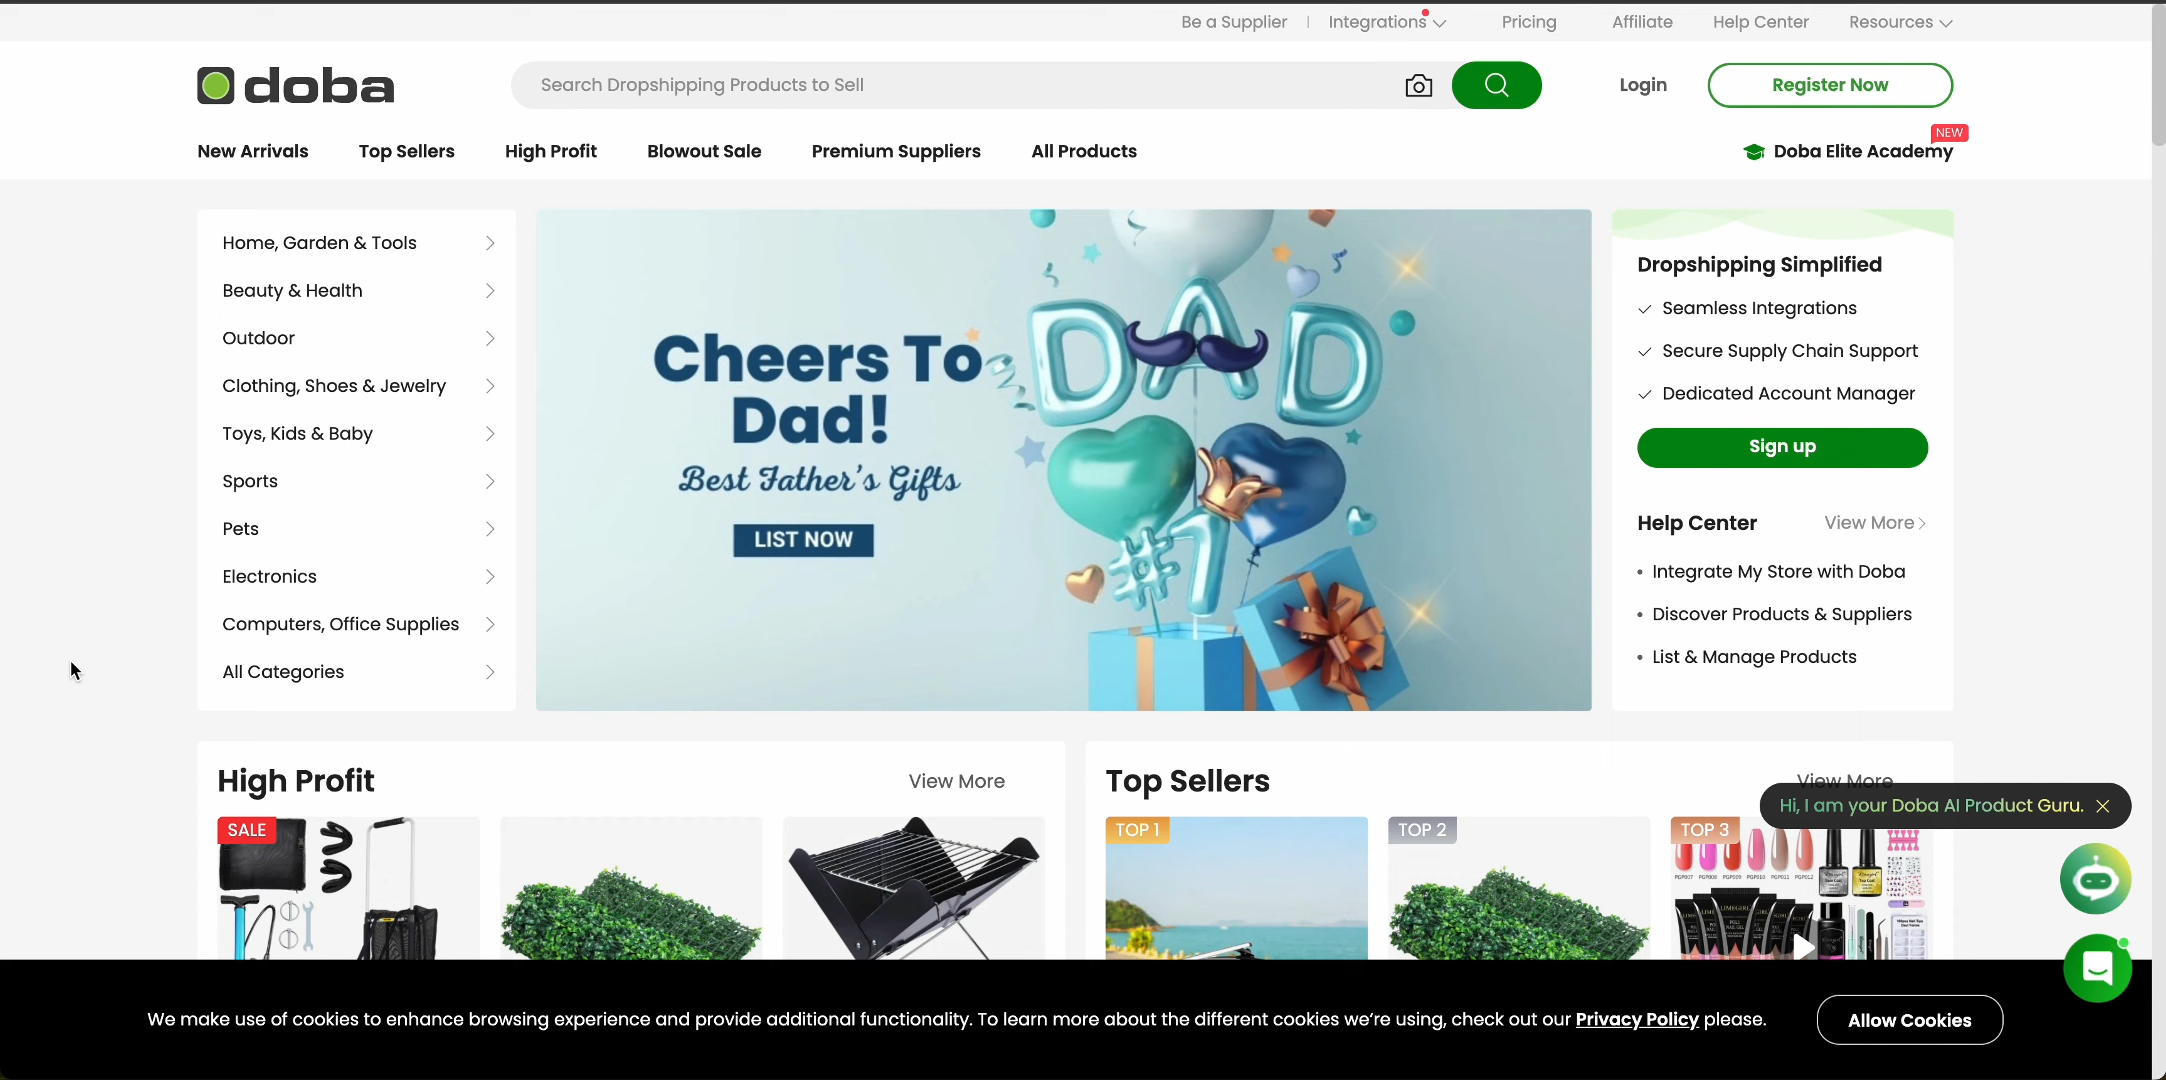 Be a Supplier | Integrations Pricing Affiliate Help Center Resources
doba
Search Dropshipping Products to Sell
Login
Register Now
New Arrivals Top Sellers High Profit Blowout Sale Premium Suppliers All Products
NEW
Doba Elite Academy
Home, Garden & Tools
Beauty & Health
Outdoor
Clothing, Shoes & Jewelry
Toys, Kids & Baby
Sports
Pets
Electronics
Computers, Office Supplies
All Categories
Cheers To
Dad!
Best Father's Gifts
LIST NOW
DAD
#1
Dropshipping Simplified
Seamless Integrations
Secure Supply Chain Support
Dedicated Account Manager
Sign up
Help Center View More
• Integrate My Store with Doba
• Discover Products & Suppliers
• List & Manage Products
High Profit View More
SALE
Top Sellers View More
TOP 1
TOP 2
TOP 3
PGP007 PGP008 PGP009 PGP010 PGP011 PGP012
Hi, I am your Doba AI Product Guru.
We make use of cookies to enhance browsing experience and provide additional functionality. To learn more about the different cookies we're using, check out our Privacy Policy please.
Allow Cookies